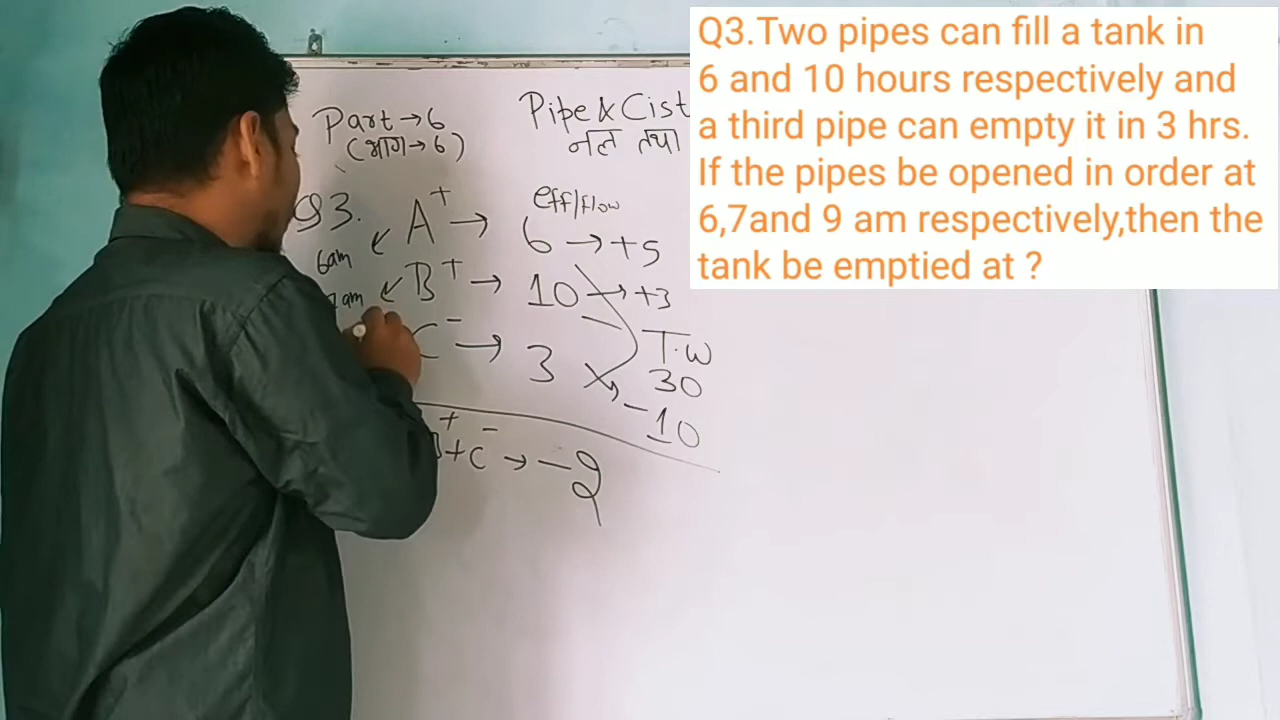 Q3.Two pipes can fill a tank in
6 and 10 hours respectively and
a third pipe can empty it in 3 hrs.
If the pipes be opened in order at
6,7and 9 am respectively,then the
tank be emptied at ?
Part→6
(भाग→6)
Pipe & Cist
नल तथा
Q3.
eff/flow
A⁺ → 6 → +5
6am
B⁺ → 10 → +3
am
C⁻ → 3
T.W
30
-10
+C⁻ → -2